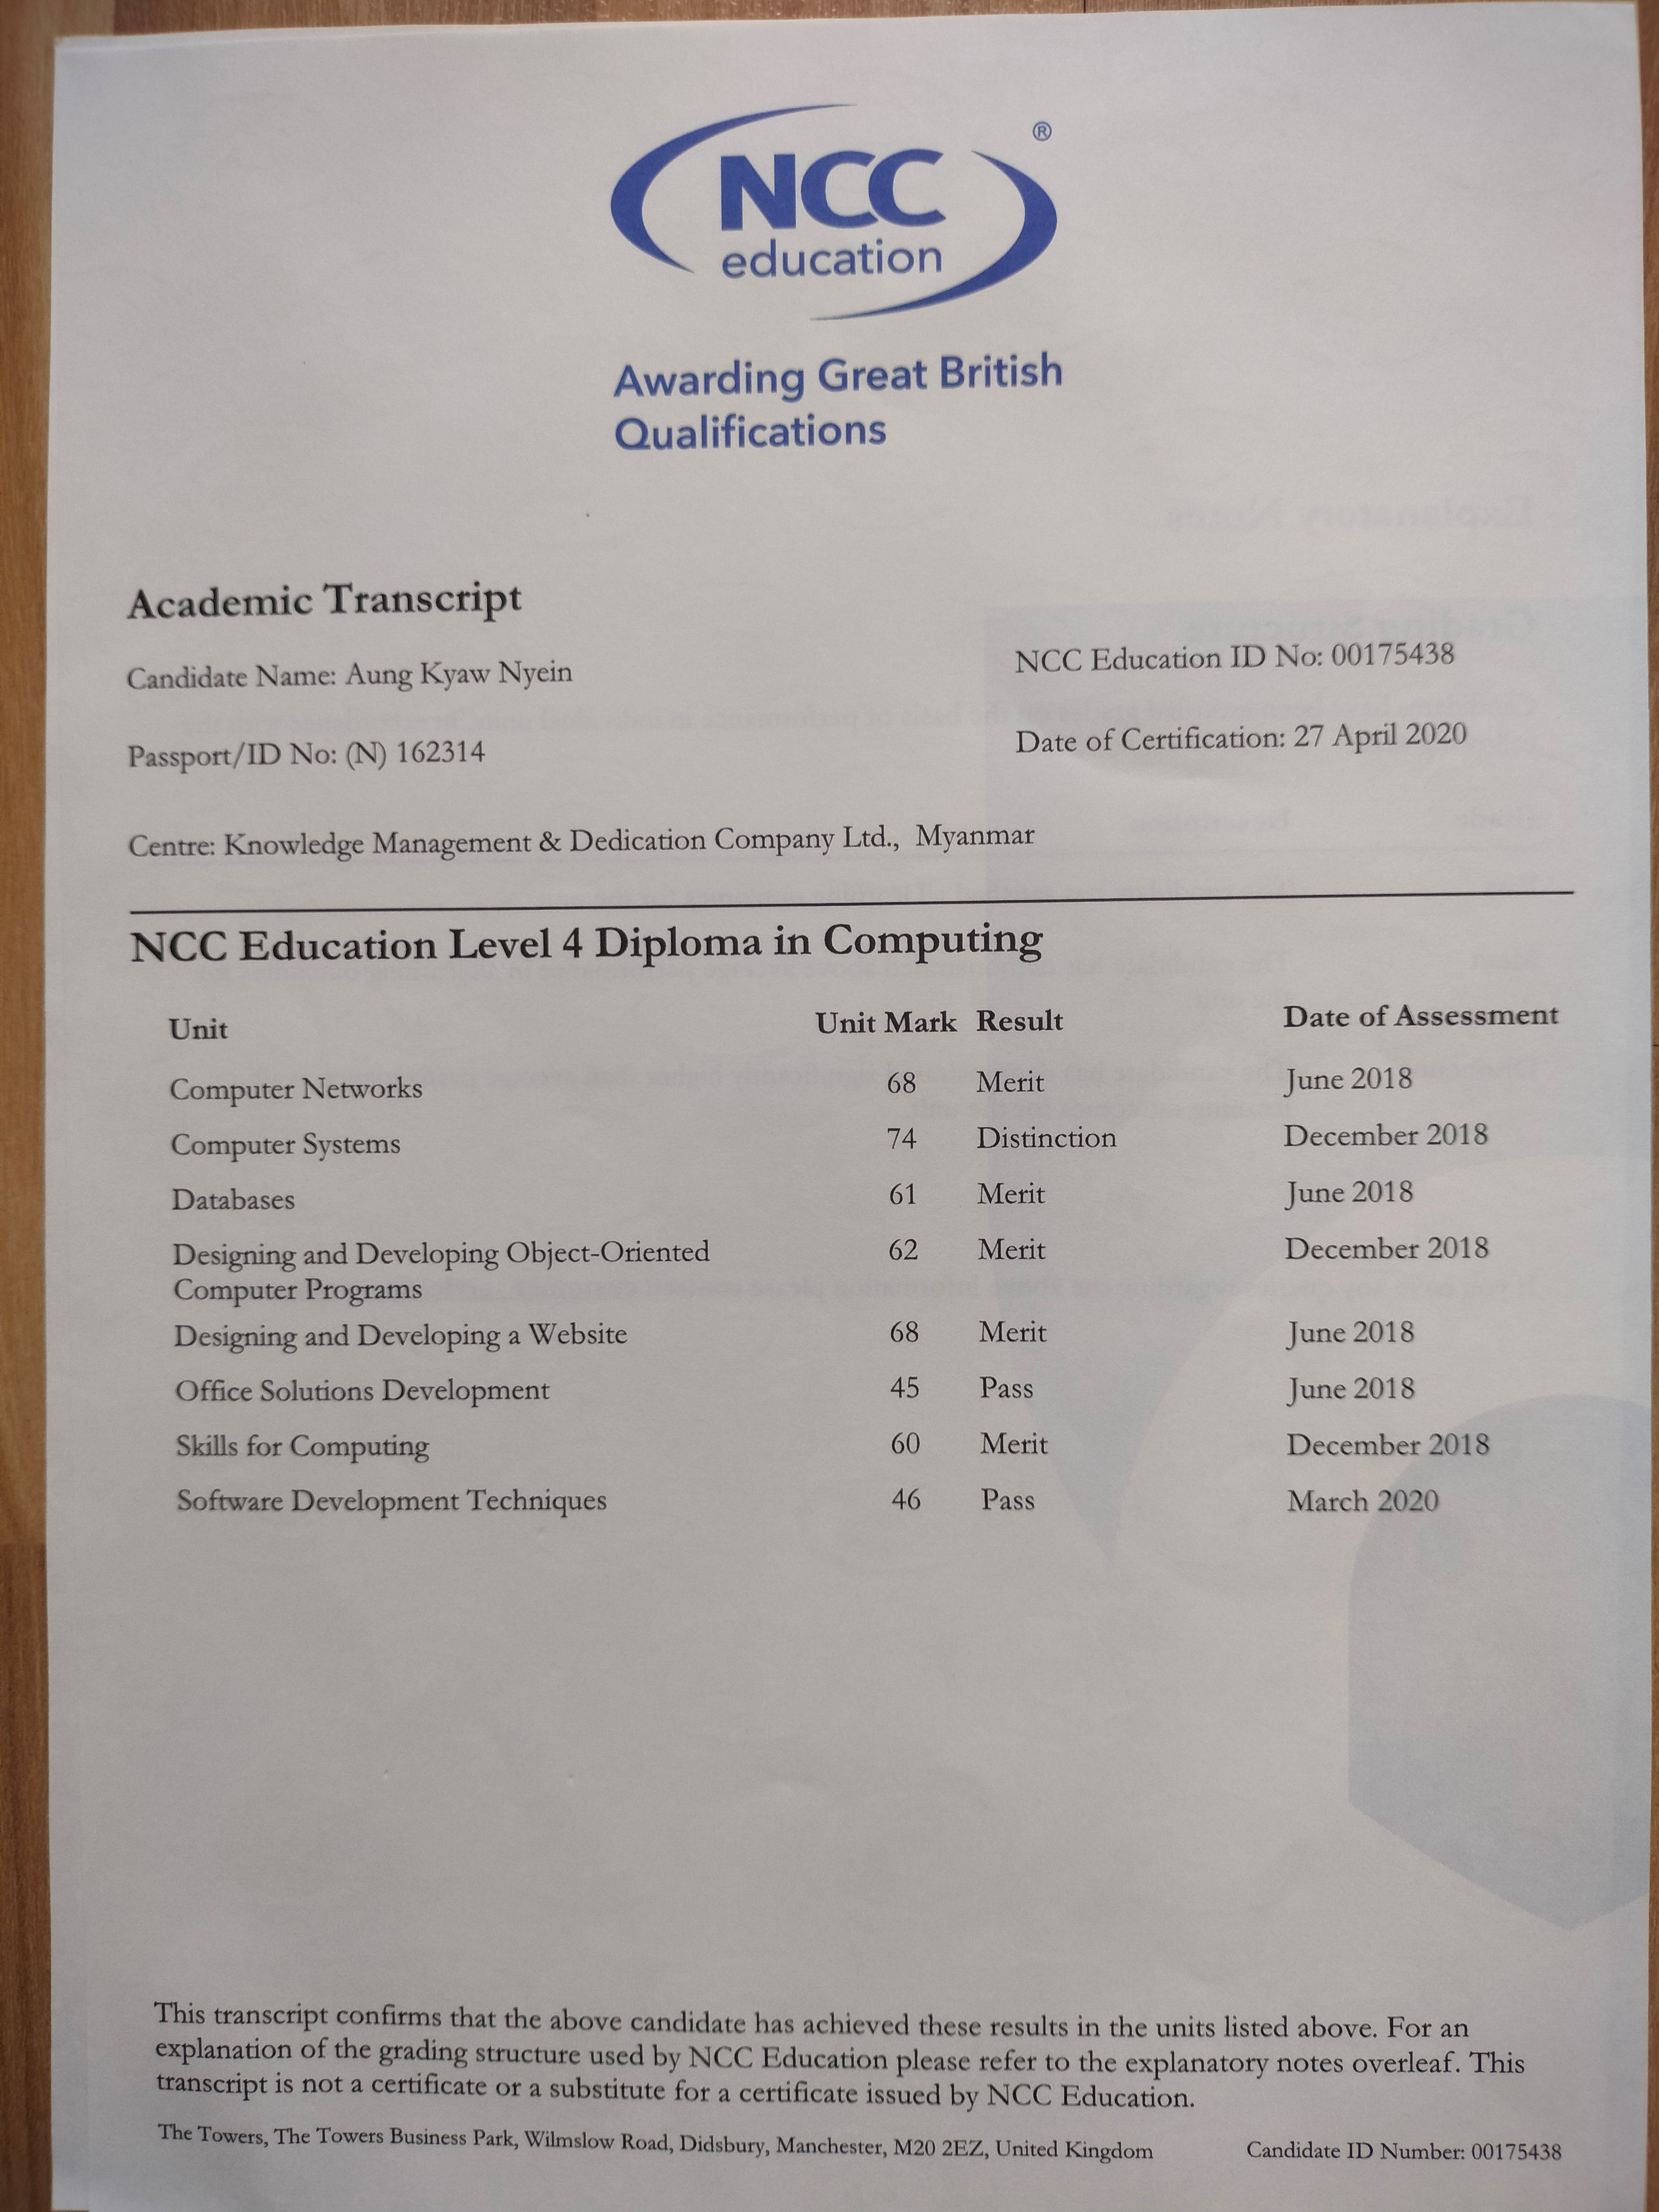 NCC
®
education
Awarding Great British
Qualifications
Academic Transcript
Candidate Name: Aung Kyaw Nyein
NCC Education ID No: 00175438
Passport/ID No: (N) 162314
Date of Certification: 27 April 2020
Centre: Knowledge Management & Dedication Company Ltd., Myanmar
NCC Education Level 4 Diploma in Computing
Unit Unit Mark Result Date of Assessment
Computer Networks 68 Merit June 2018
Computer Systems 74 Distinction December 2018
Databases 61 Merit June 2018
Designing and Developing Object-Oriented 62 Merit December 2018
Computer Programs
Designing and Developing a Website 68 Merit June 2018
Office Solutions Development 45 Pass June 2018
Skills for Computing 60 Merit December 2018
Software Development Techniques 46 Pass March 2020
This transcript confirms that the above candidate has achieved these results in the units listed above. For an
explanation of the grading structure used by NCC Education please refer to the explanatory notes overleaf. This
transcript is not a certificate or a substitute for a certificate issued by NCC Education.
The Towers, The Towers Business Park, Wilmslow Road, Didsbury, Manchester, M20 2EZ, United Kingdom
Candidate ID Number: 00175438